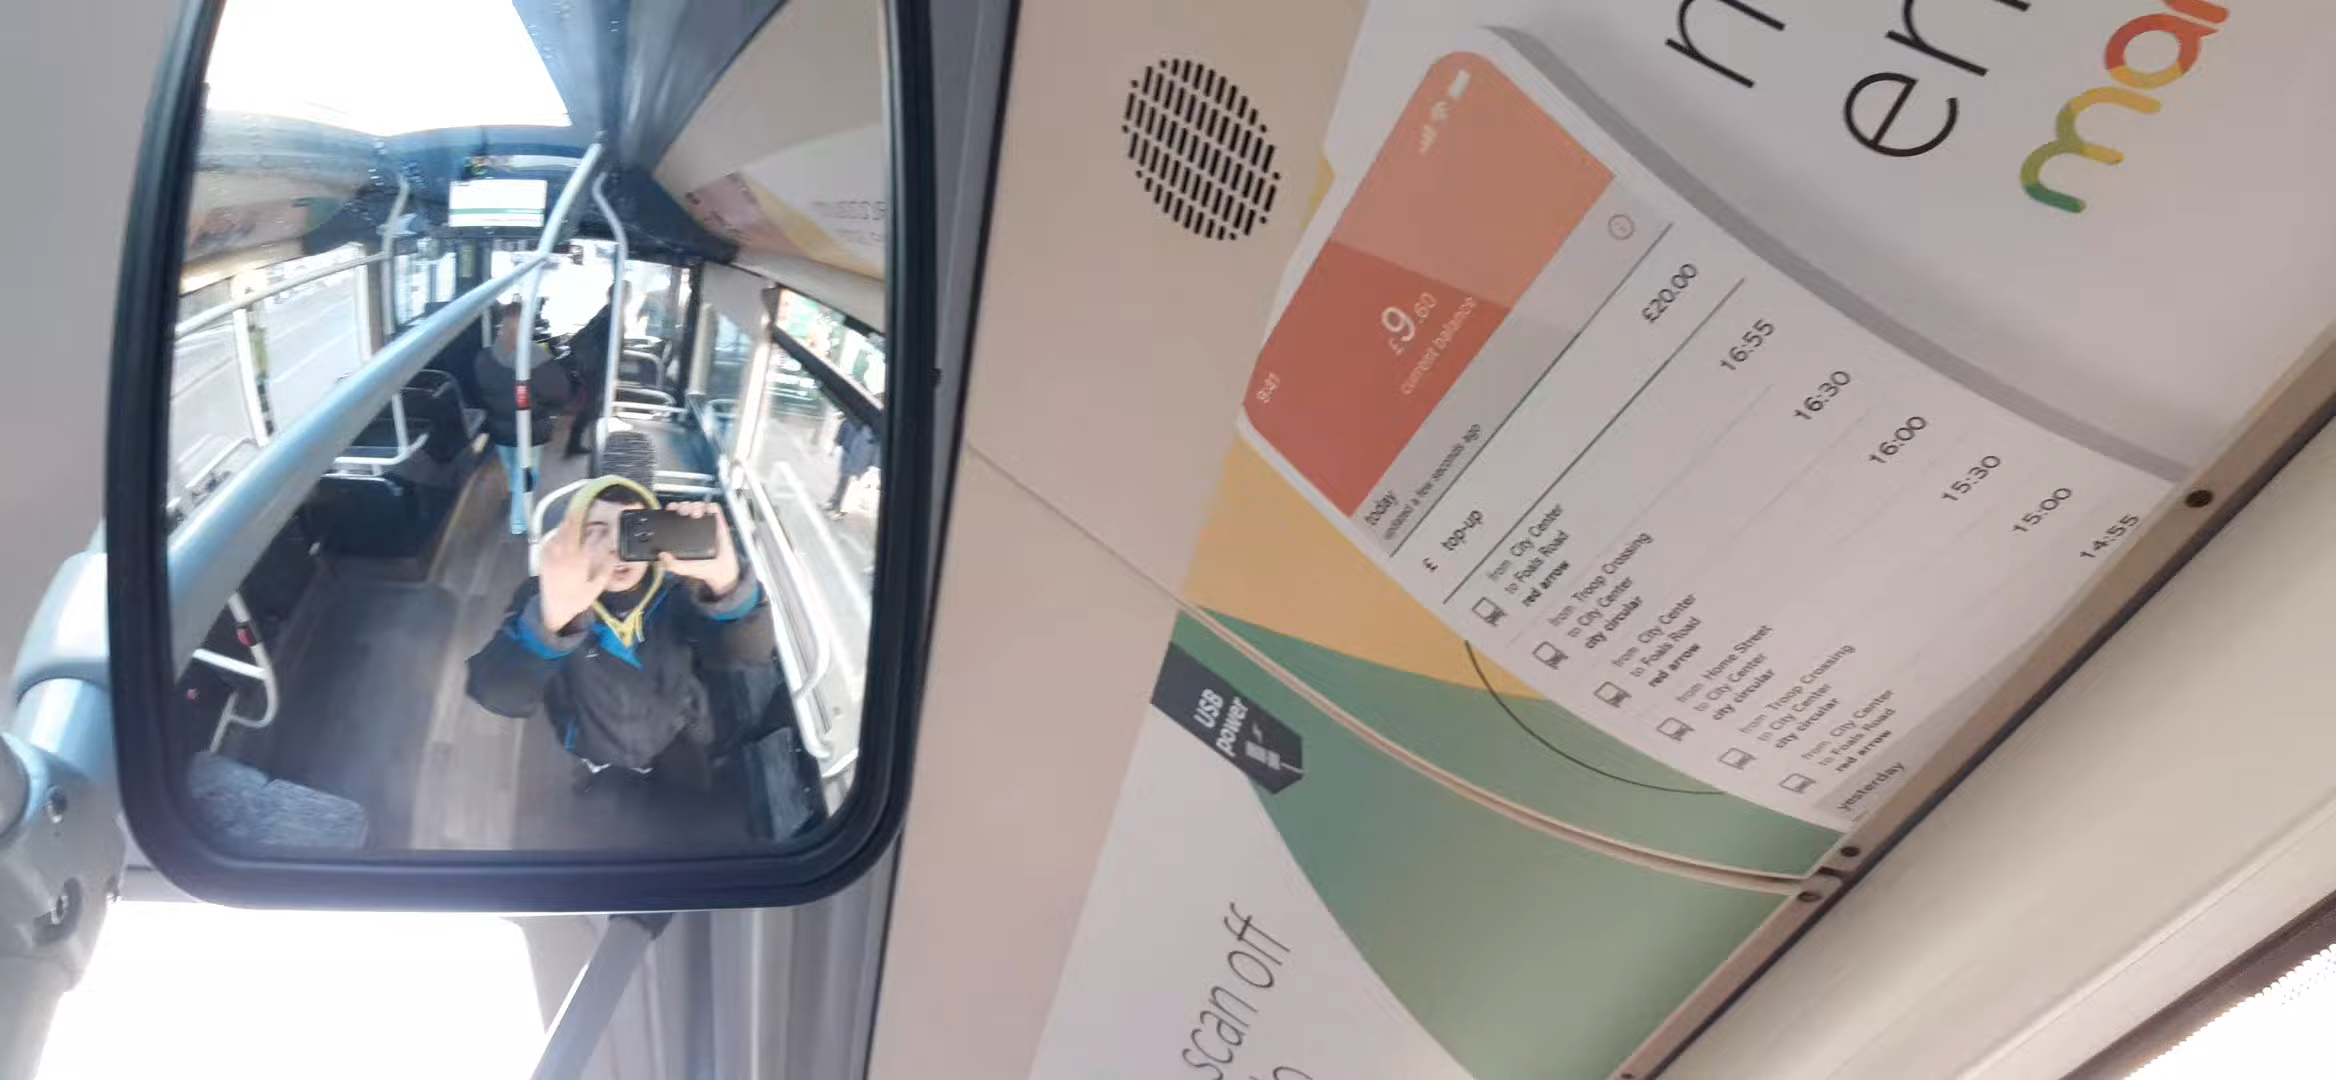 9:41
£9.60
current balance
today
updated a few seconds ago
£ top-up £20.00
from City Center
to Foals Road
red arrow
16:55
from Troop Crossing
to City Center
city circular
16:30
from City Center
to Foals Road
red arrow
16:00
from Home Street
to City Center
city circular
15:30
from Troop Crossing
to City Center
city circular
15:00
from City Center
to Foals Road
red arrow
14:55
yesterday
USB
power
scan off